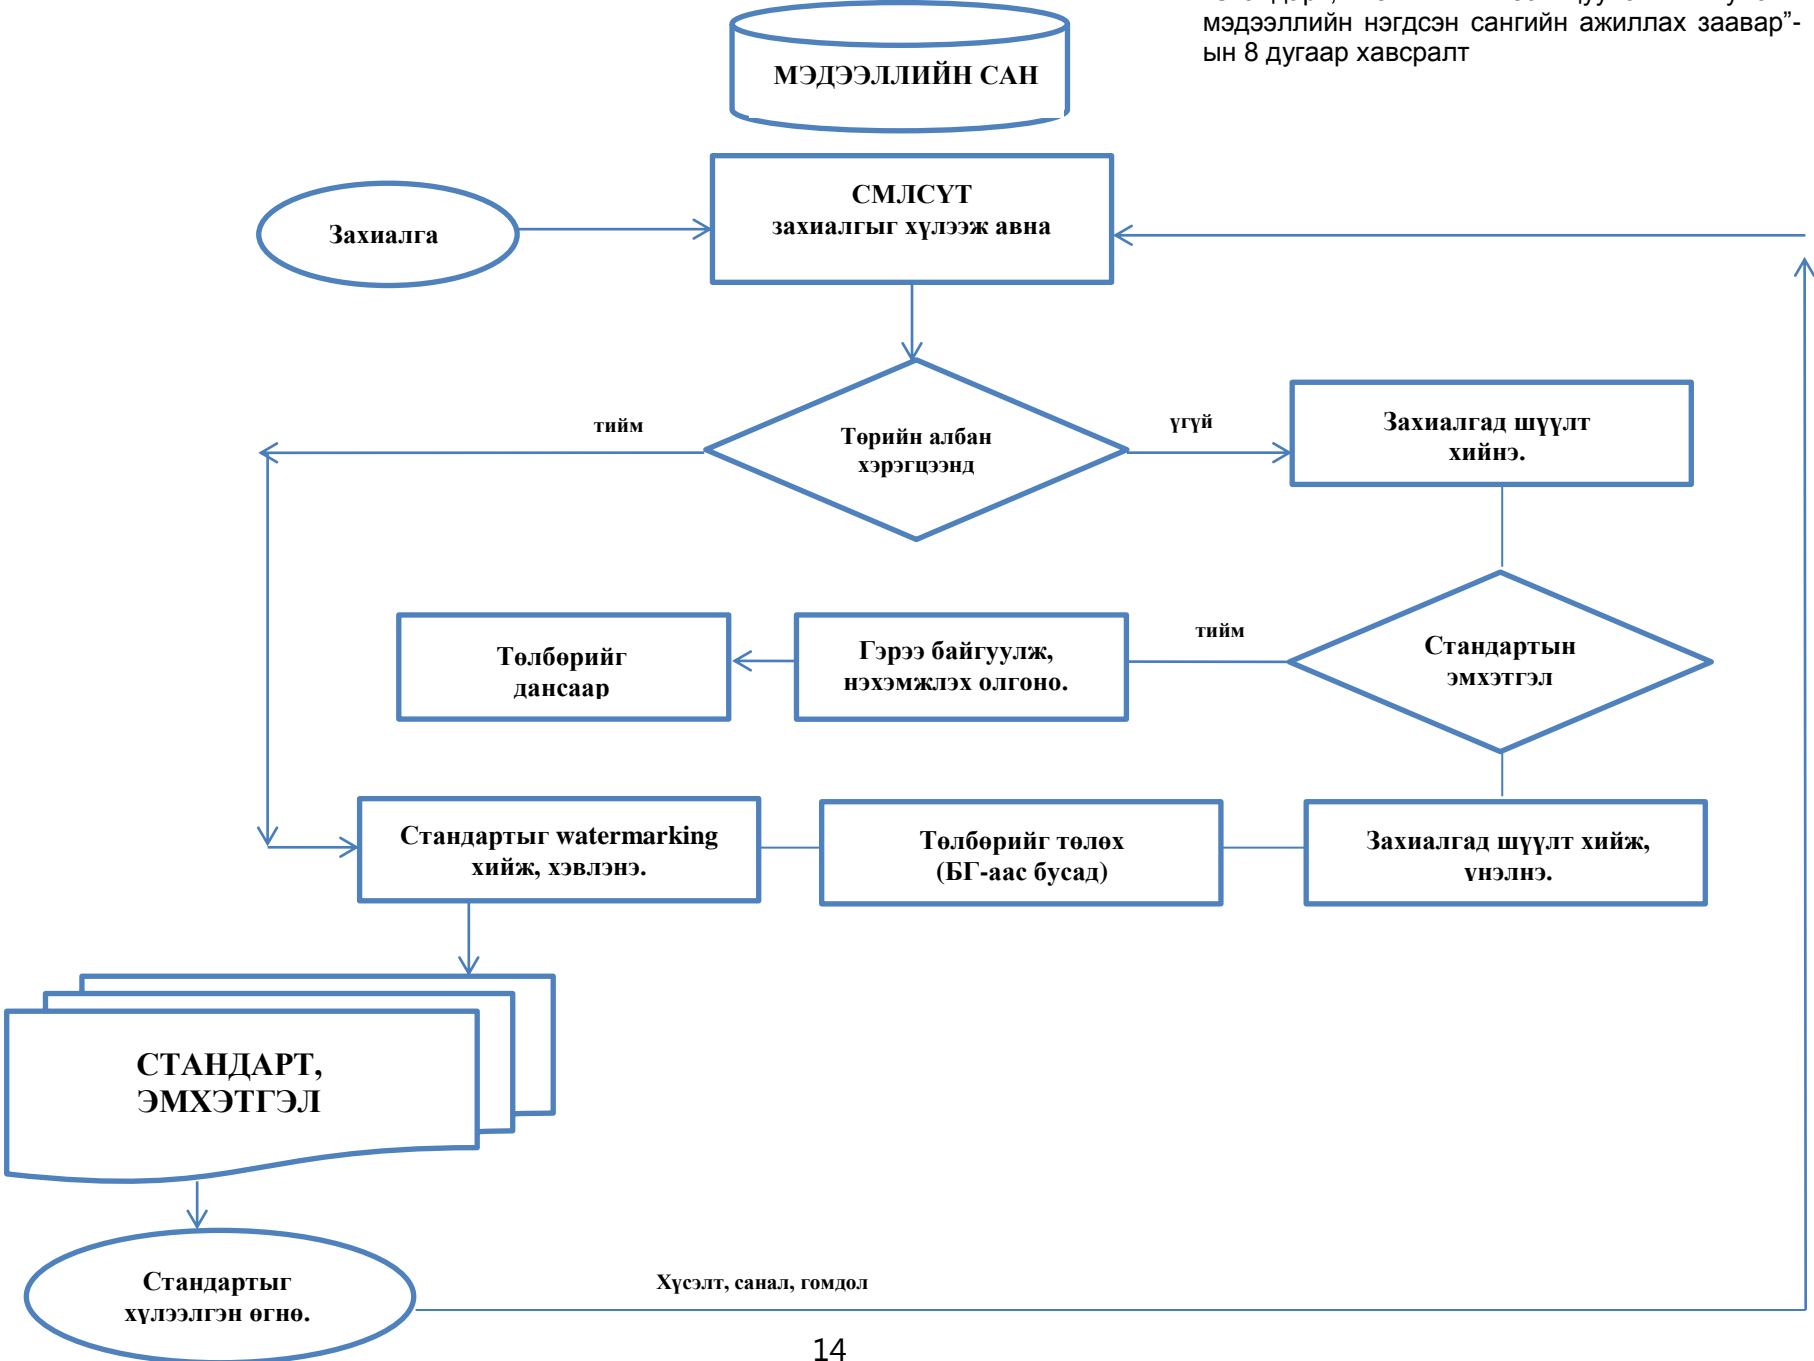 мэдээллийн нэгдсэн сангийн ажиллах заавар”-
ын 8 дугаар хавсралт
МЭДЭЭЛЛИЙН САН
СМЛСҮТ
захиалгыг хүлээж авна
Захиалга
тийм
Төрийн албан
хэрэгцээнд
үгүй
Захиалгад шүүлт
хийнэ.
Төлбөрийг
дансаар
Гэрээ байгуулж,
нэхэмжлэх олгоно.
тийм
Стандартын
эмхэтгэл
Стандартыг watermarking
хийж, хэвлэнэ.
Төлбөрийг төлөх
(БГ-аас бусад)
Захиалгад шүүлт хийж,
үнэлнэ.
СТАНДАРТ,
ЭМХЭТГЭЛ
Стандартыг
хүлээлгэн өгнө.
Хүсэлт, санал, гомдол
14